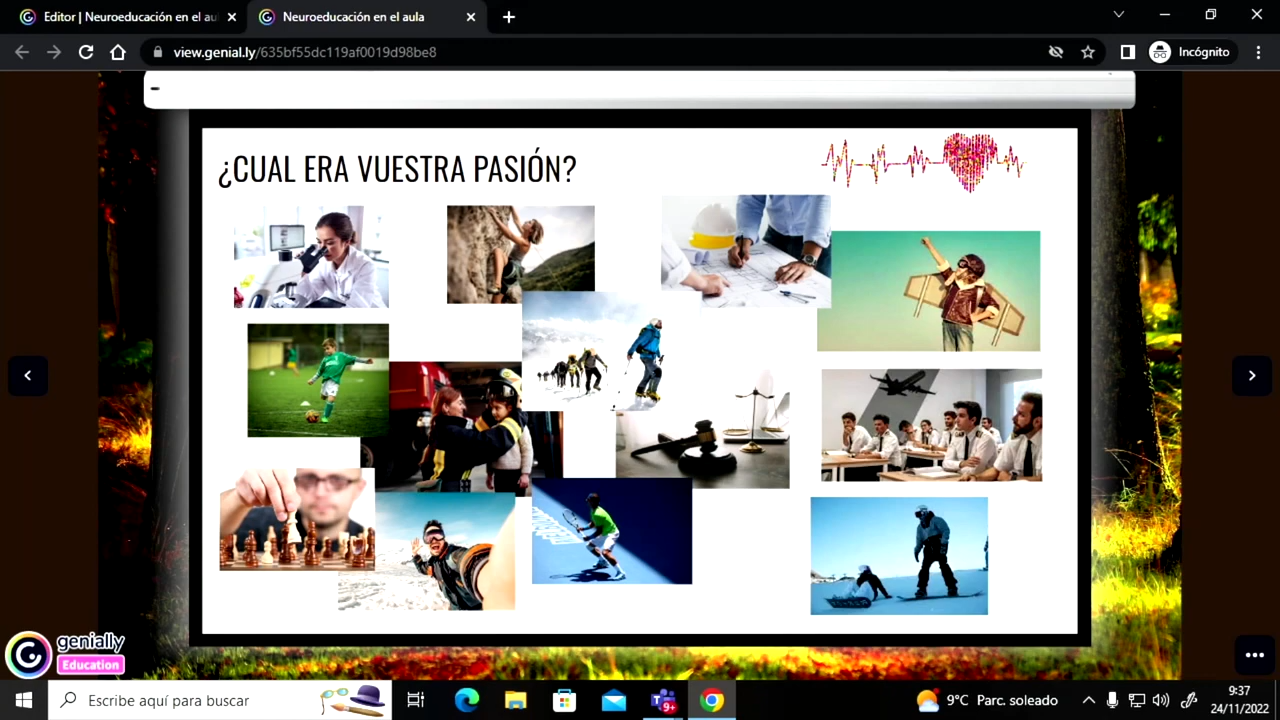 Editor | Neuroeducación en el au
Neuroeducación en el aula
view.genial.ly/635bf55dc119af0019d98be8
Incógnito
¿CUAL ERA VUESTRA PASIÓN?
genially
Education
Escribe aquí para buscar
9+
9°C Parc. soleado
9:37
24/11/2022